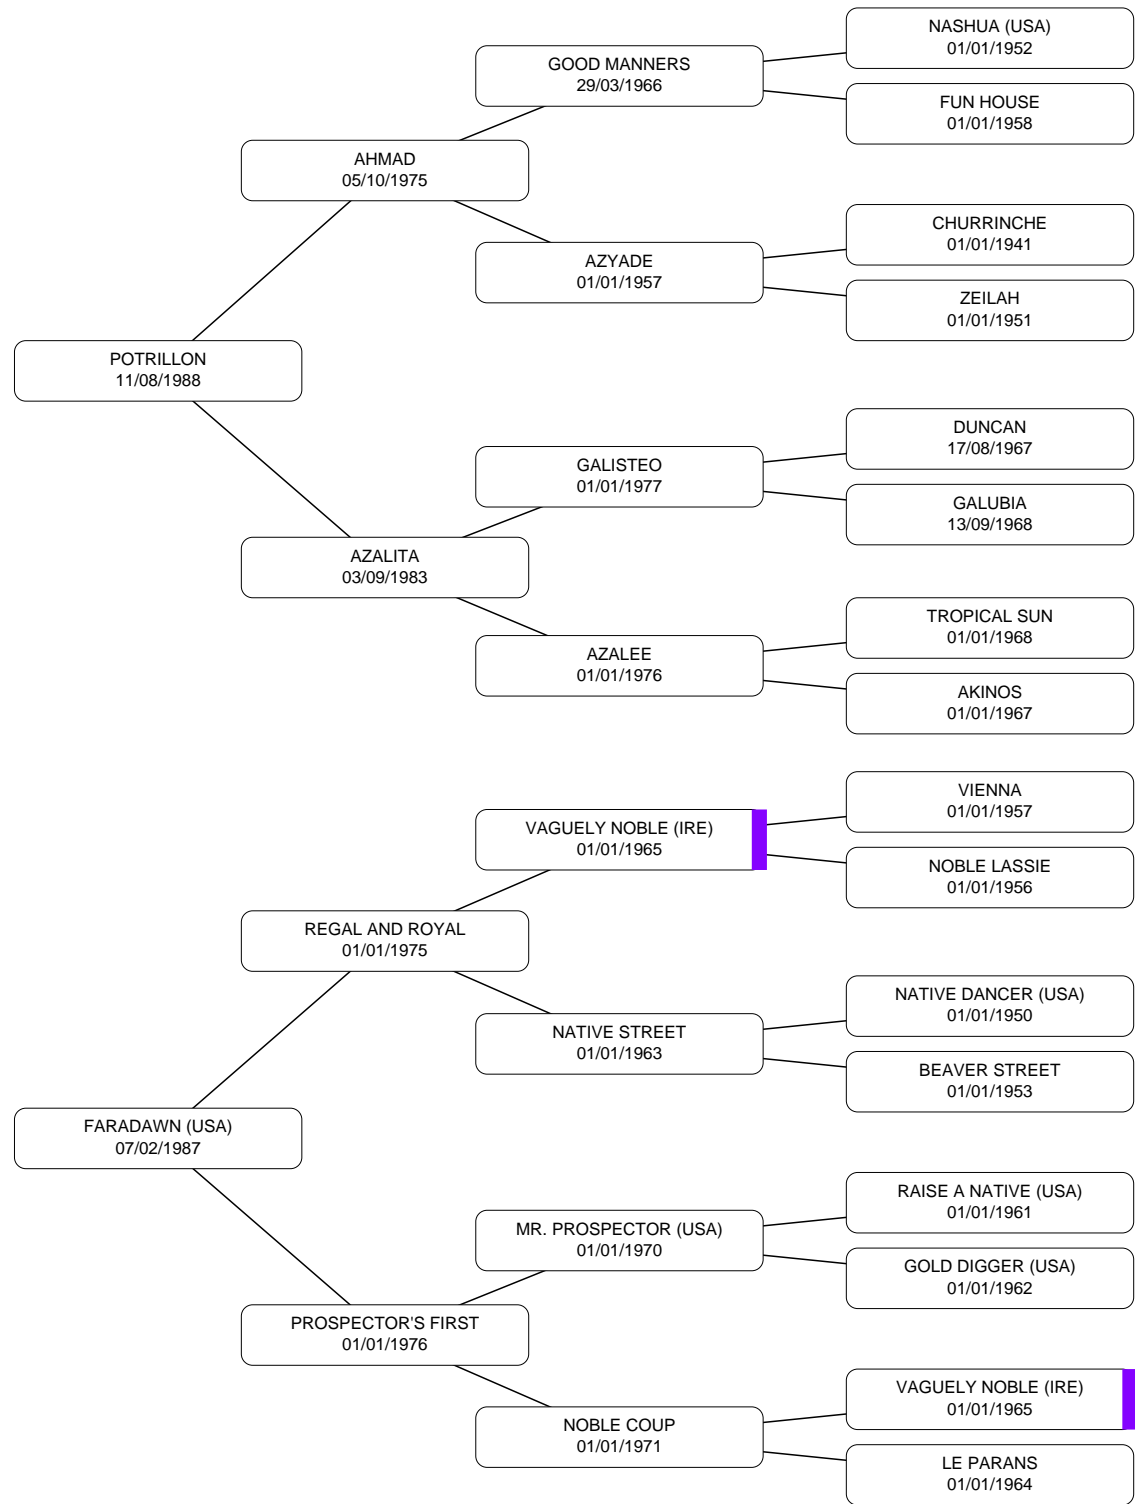 NASHUA (USA)
01/01/1952
GOOD MANNERS
29/03/1966
FUN HOUSE
01/01/1958
AHMAD
05/10/1975
CHURRINCHE
01/01/1941
AZYADE
01/01/1957
ZEILAH
01/01/1951
POTRILLON
11/08/1988
DUNCAN
17/08/1967
GALISTEO
01/01/1977
GALUBIA
13/09/1968
AZALITA
03/09/1983
TROPICAL SUN
01/01/1968
AZALEE
01/01/1976
AKINOS
01/01/1967
VIENNA
01/01/1957
VAGUELY NOBLE (IRE)
01/01/1965
NOBLE LASSIE
01/01/1956
REGAL AND ROYAL
01/01/1975
NATIVE DANCER (USA)
01/01/1950
NATIVE STREET
01/01/1963
BEAVER STREET
01/01/1953
FARADAWN (USA)
07/02/1987
RAISE A NATIVE (USA)
01/01/1961
MR. PROSPECTOR (USA)
01/01/1970
GOLD DIGGER (USA)
01/01/1962
PROSPECTOR'S FIRST
01/01/1976
VAGUELY NOBLE (IRE)
01/01/1965
NOBLE COUP
01/01/1971
LE PARANS
01/01/1964